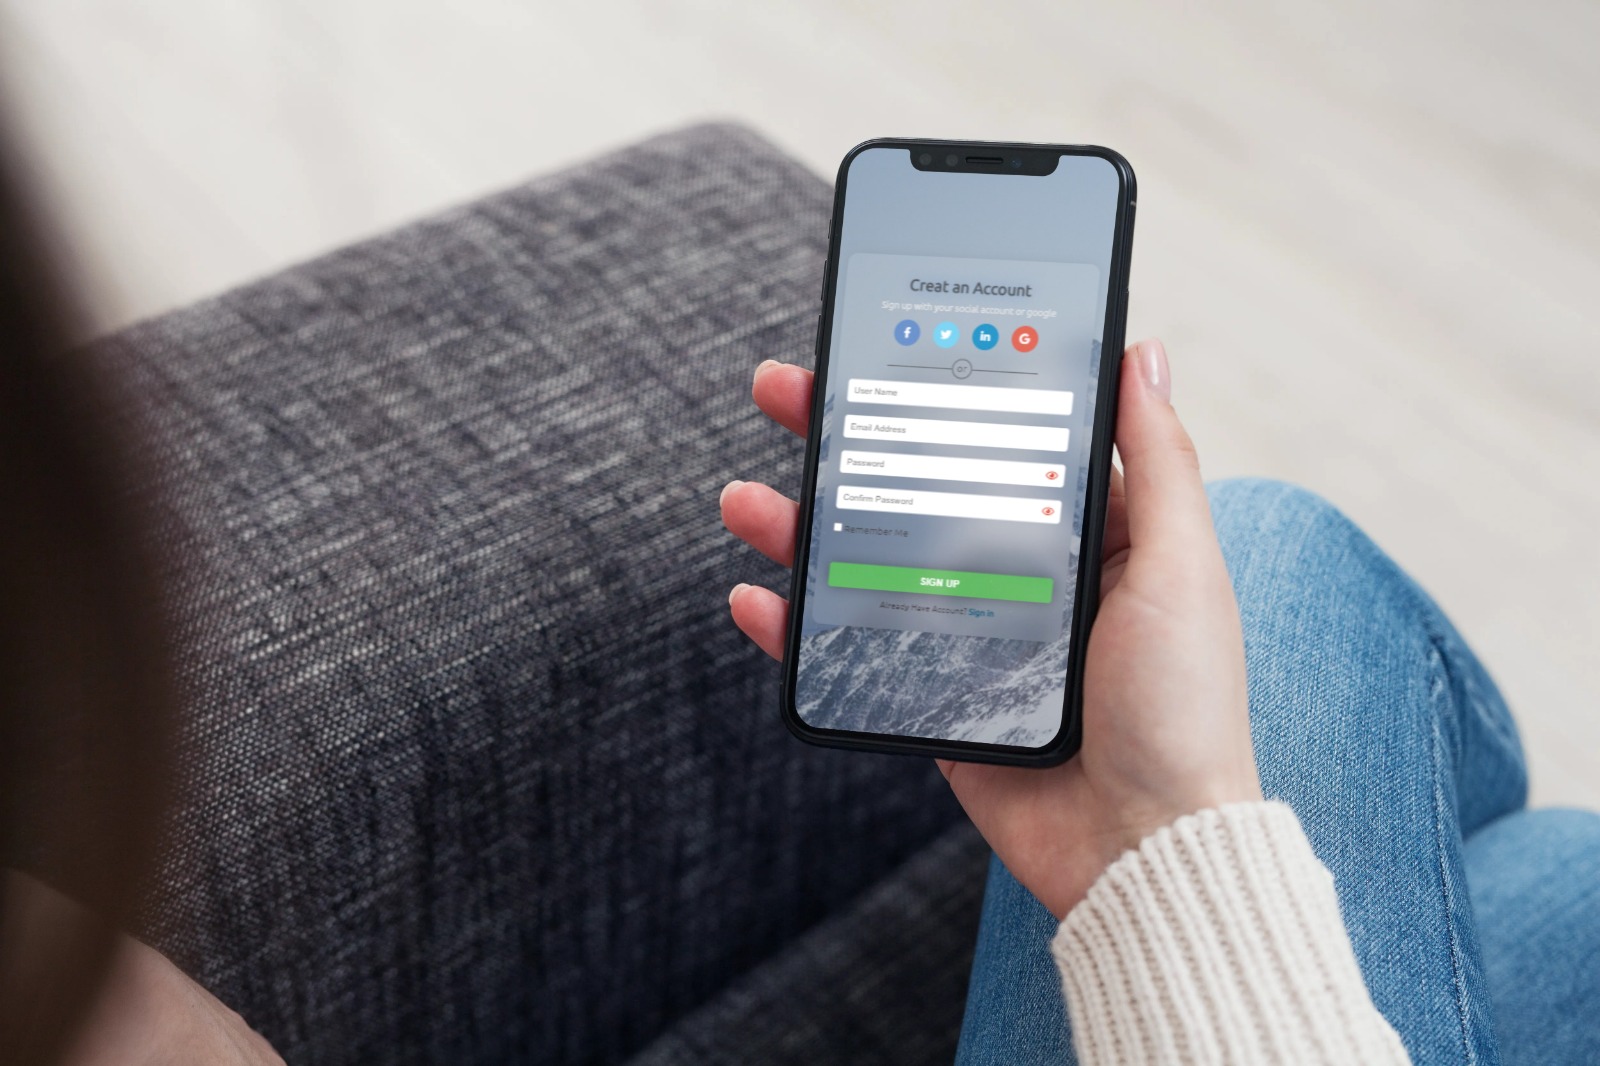 Creat an Account
Sign up with your social account or google
f in G
or
User Name
Email Address
Password
Confirm Password
Remember Me
SIGN UP
Already Have Account? Sign in